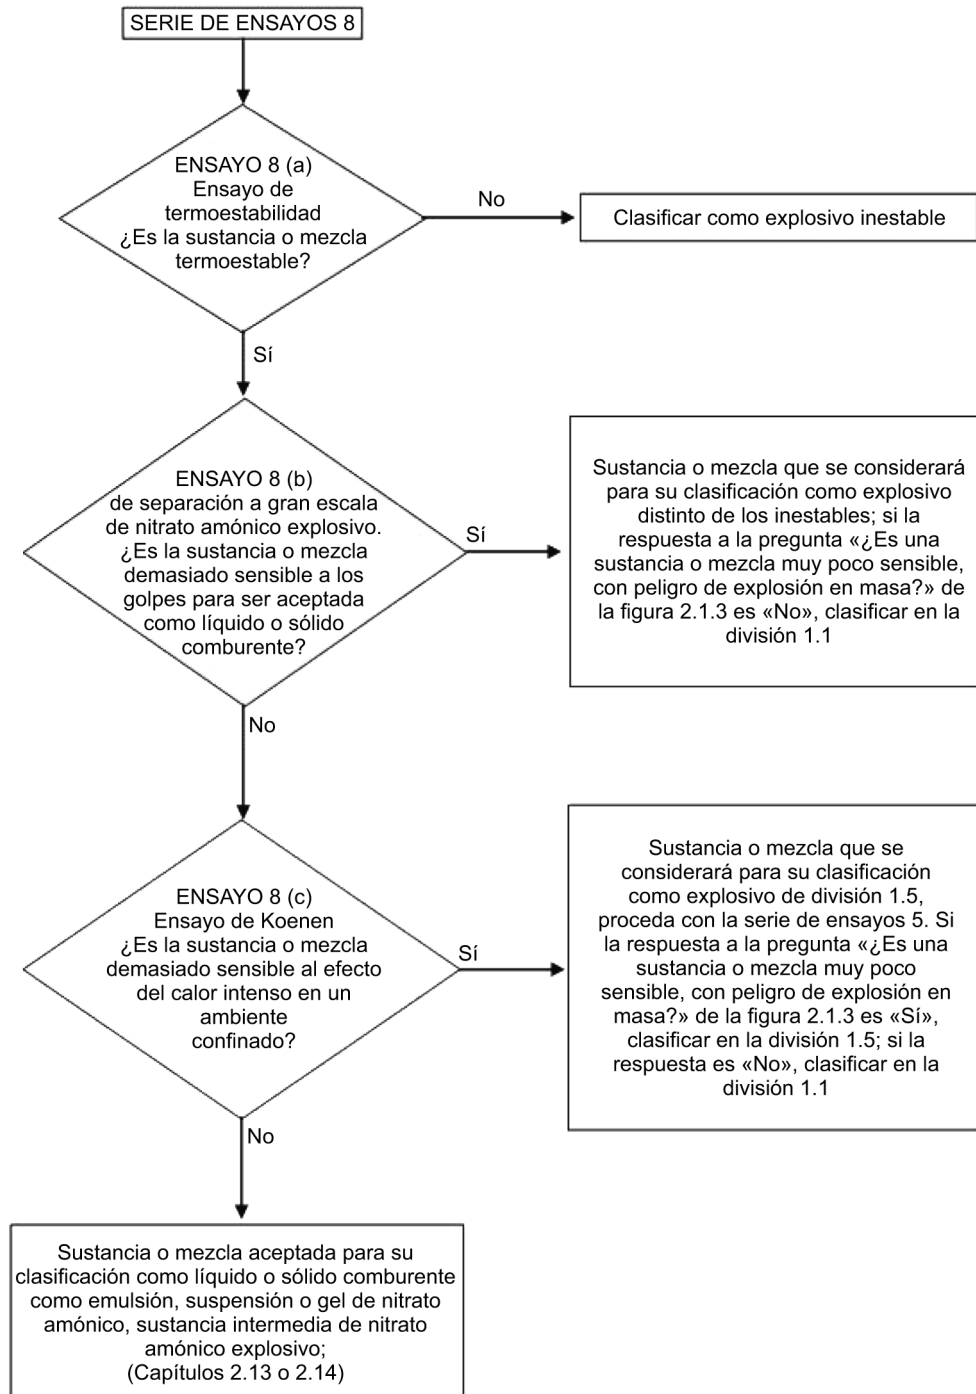 SERIE DE ENSAYOS 8
ENSAYO 8 (a)
Ensayo de
termoestabilidad
¿Es la sustancia o mezcla
termoestable?
No
Clasificar como explosivo inestable
Sí
ENSAYO 8 (b)
de separación a gran escala
de nitrato amónico explosivo.
¿Es la sustancia o mezcla
demasiado sensible a los
golpes para ser aceptada
como líquido o sólido
comburente?
Sí
Sustancia o mezcla que se considerará
para su clasificación como explosivo
distinto de los inestables; si la
respuesta a la pregunta «¿Es una
sustancia o mezcla muy poco sensible,
con peligro de explosión en masa?» de
la figura 2.1.3 es «No», clasificar en la
división 1.1
No
ENSAYO 8 (c)
Ensayo de Koenen
¿Es la sustancia o mezcla
demasiado sensible al efecto
del calor intenso en un
ambiente
confinado?
Sí
Sustancia o mezcla que se
considerará para su clasificación
como explosivo de división 1.5,
proceda con la serie de ensayos 5. Si
la respuesta a la pregunta «¿Es una
sustancia o mezcla muy poco
sensible, con peligro de explosión en
masa?» de la figura 2.1.3 es «Sí»,
clasificar en la división 1.5; si la
respuesta es «No», clasificar en la
división 1.1
No
Sustancia o mezcla aceptada para su
clasificación como líquido o sólido comburente
como emulsión, suspensión o gel de nitrato
amónico, sustancia intermedia de nitrato
amónico explosivo;
(Capítulos 2.13 o 2.14)